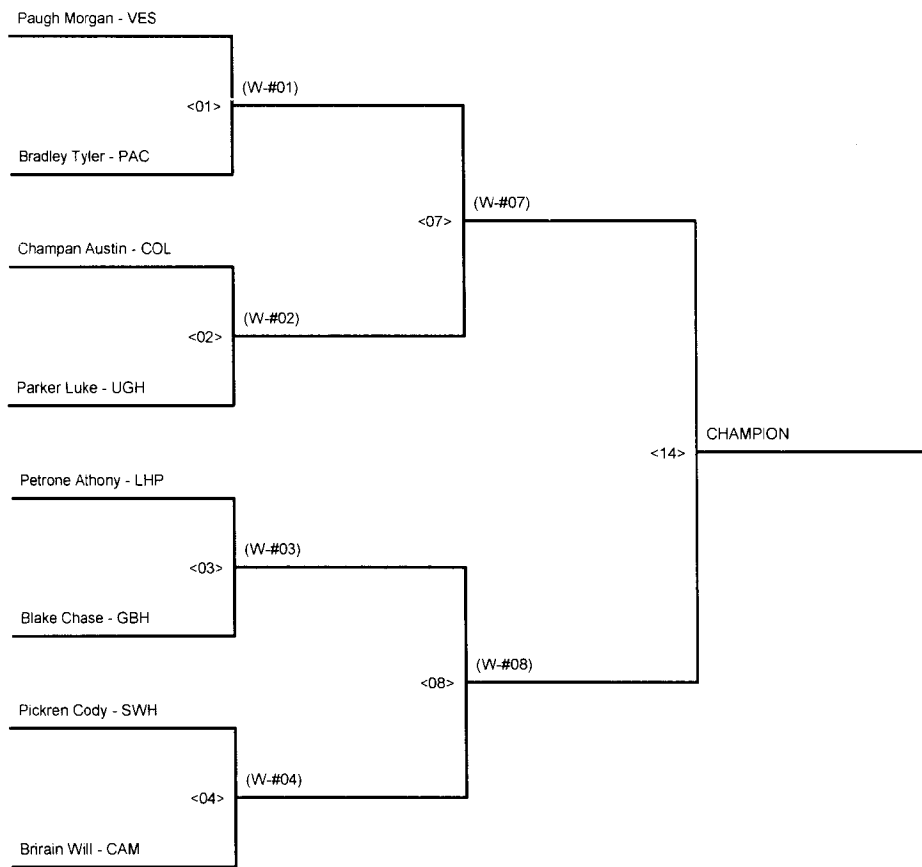 Paugh Morgan - VES
(W-#01)
<01>
Bradley Tyler - PAC
(W-#07)
<07>
Champan Austin - COL
(W-#02)
<02>
Parker Luke - UGH
CHAMPION
<14>
Petrone Athony - LHP
(W-#03)
<03>
Blake Chase - GBH
(W-#08)
<08>
Pickren Cody - SWH
(W-#04)
<04>
Brirain Will - CAM